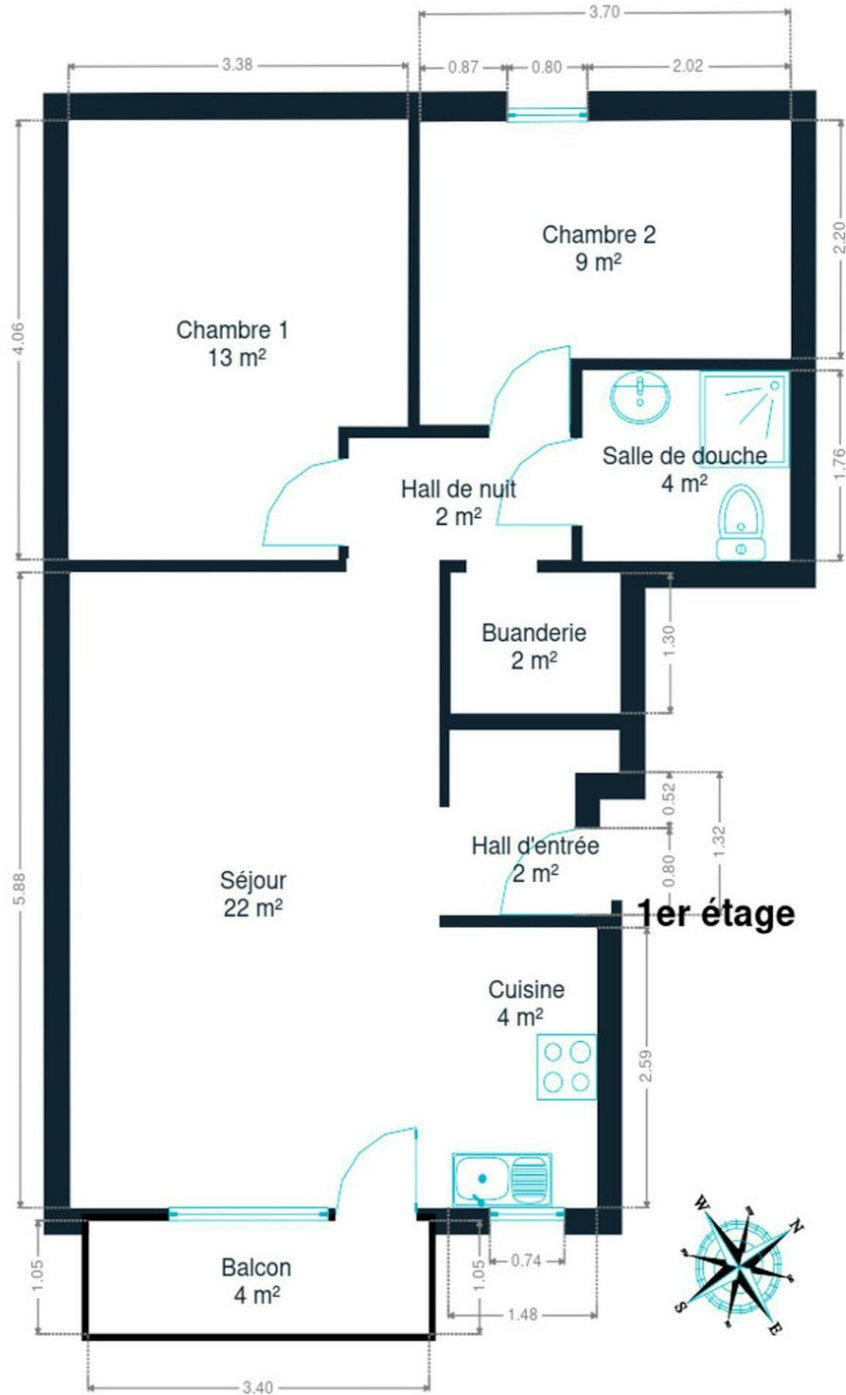 3.70
3.38
0.87
0.80
2.02
2.20
4.06
Chambre 2
9 m²
Chambre 1
13 m²
Salle de douche
4 m²
1.76
Hall de nuit
2 m²
Buanderie
2 m²
1.30
0.52
1.32
0.80
Hall d'entrée
2 m²
5.88
Séjour
22 m²
1er étage
Cuisine
4 m²
2.59
Balcon
4 m²
1.05
1.05
0.74
1.48
3.40
W
N
S
E